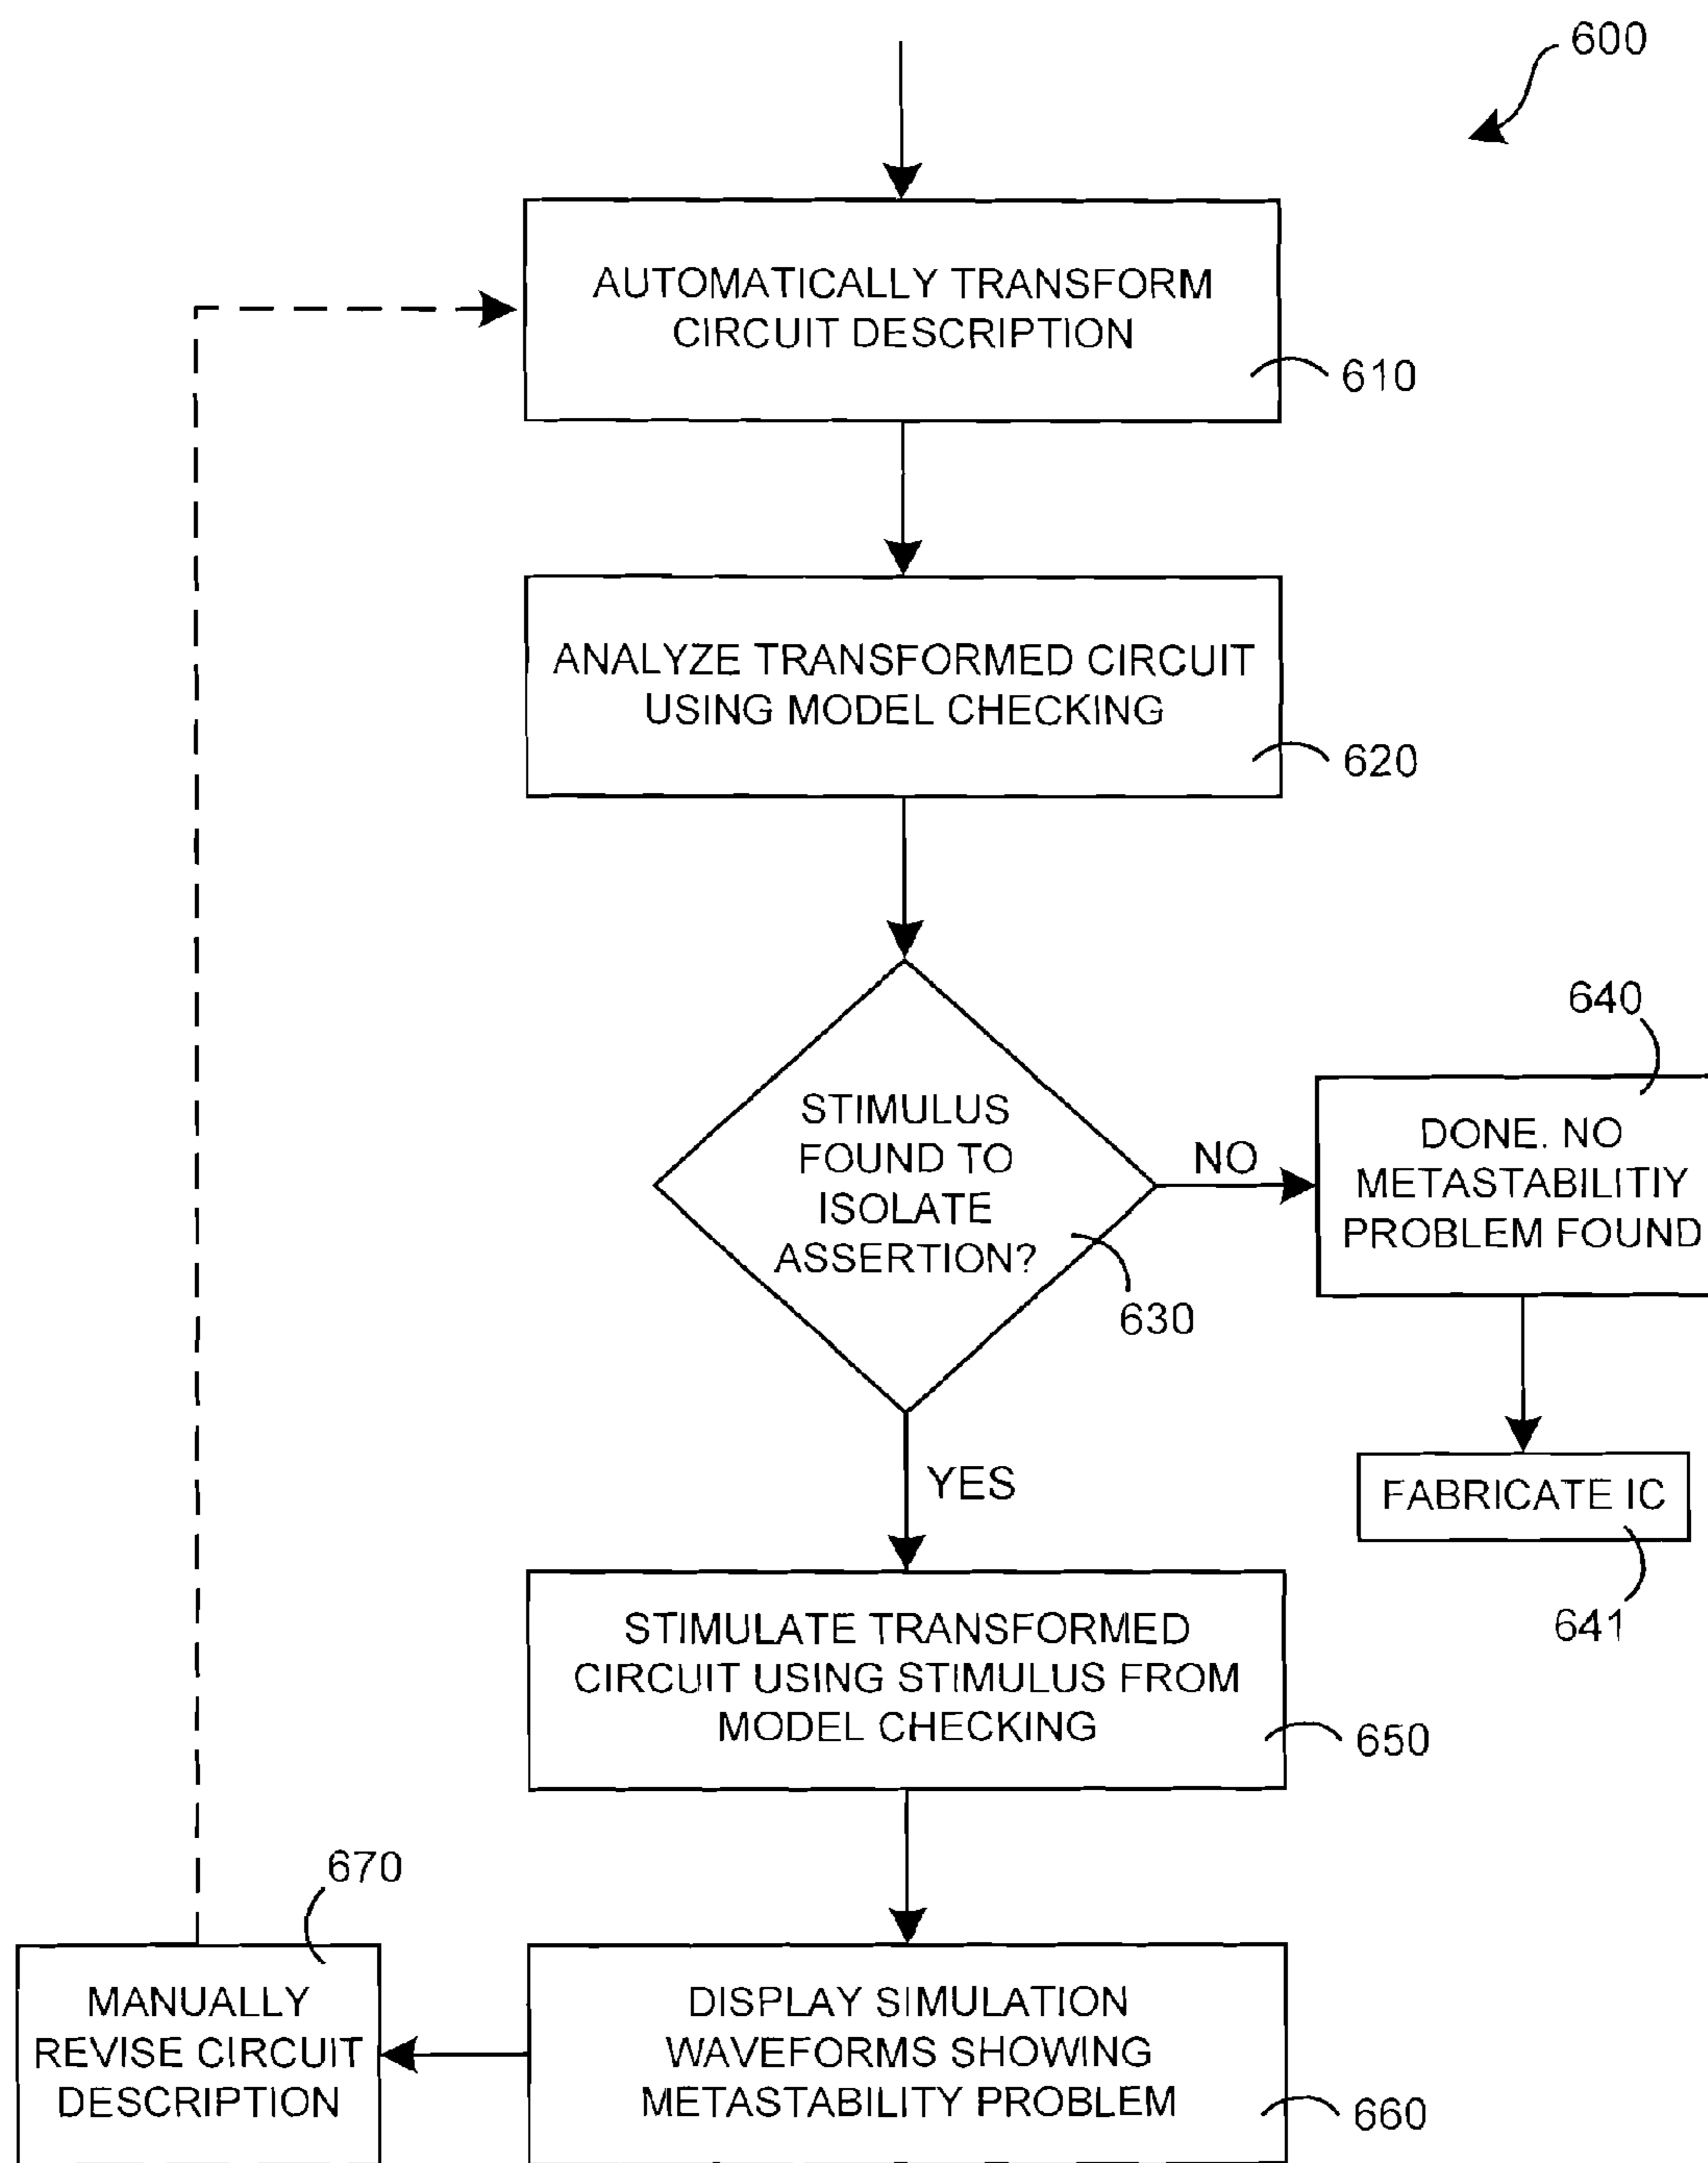 600
AUTOMATICALLY TRANSFORM
CIRCUIT DESCRIPTION
610
ANALYZE TRANSFORMED CIRCUIT
USING MODEL CHECKING
620
STIMULUS
FOUND TO
ISOLATE
ASSERTION?
630
NO
640
DONE. NO
METASTABILITIY
PROBLEM FOUND
FABRICATE IC
641
YES
STIMULATE TRANSFORMED
CIRCUIT USING STIMULUS FROM
MODEL CHECKING
650
670
MANUALLY
REVISE CIRCUIT
DESCRIPTION
DISPLAY SIMULATION
WAVEFORMS SHOWING
METASTABILITY PROBLEM
660